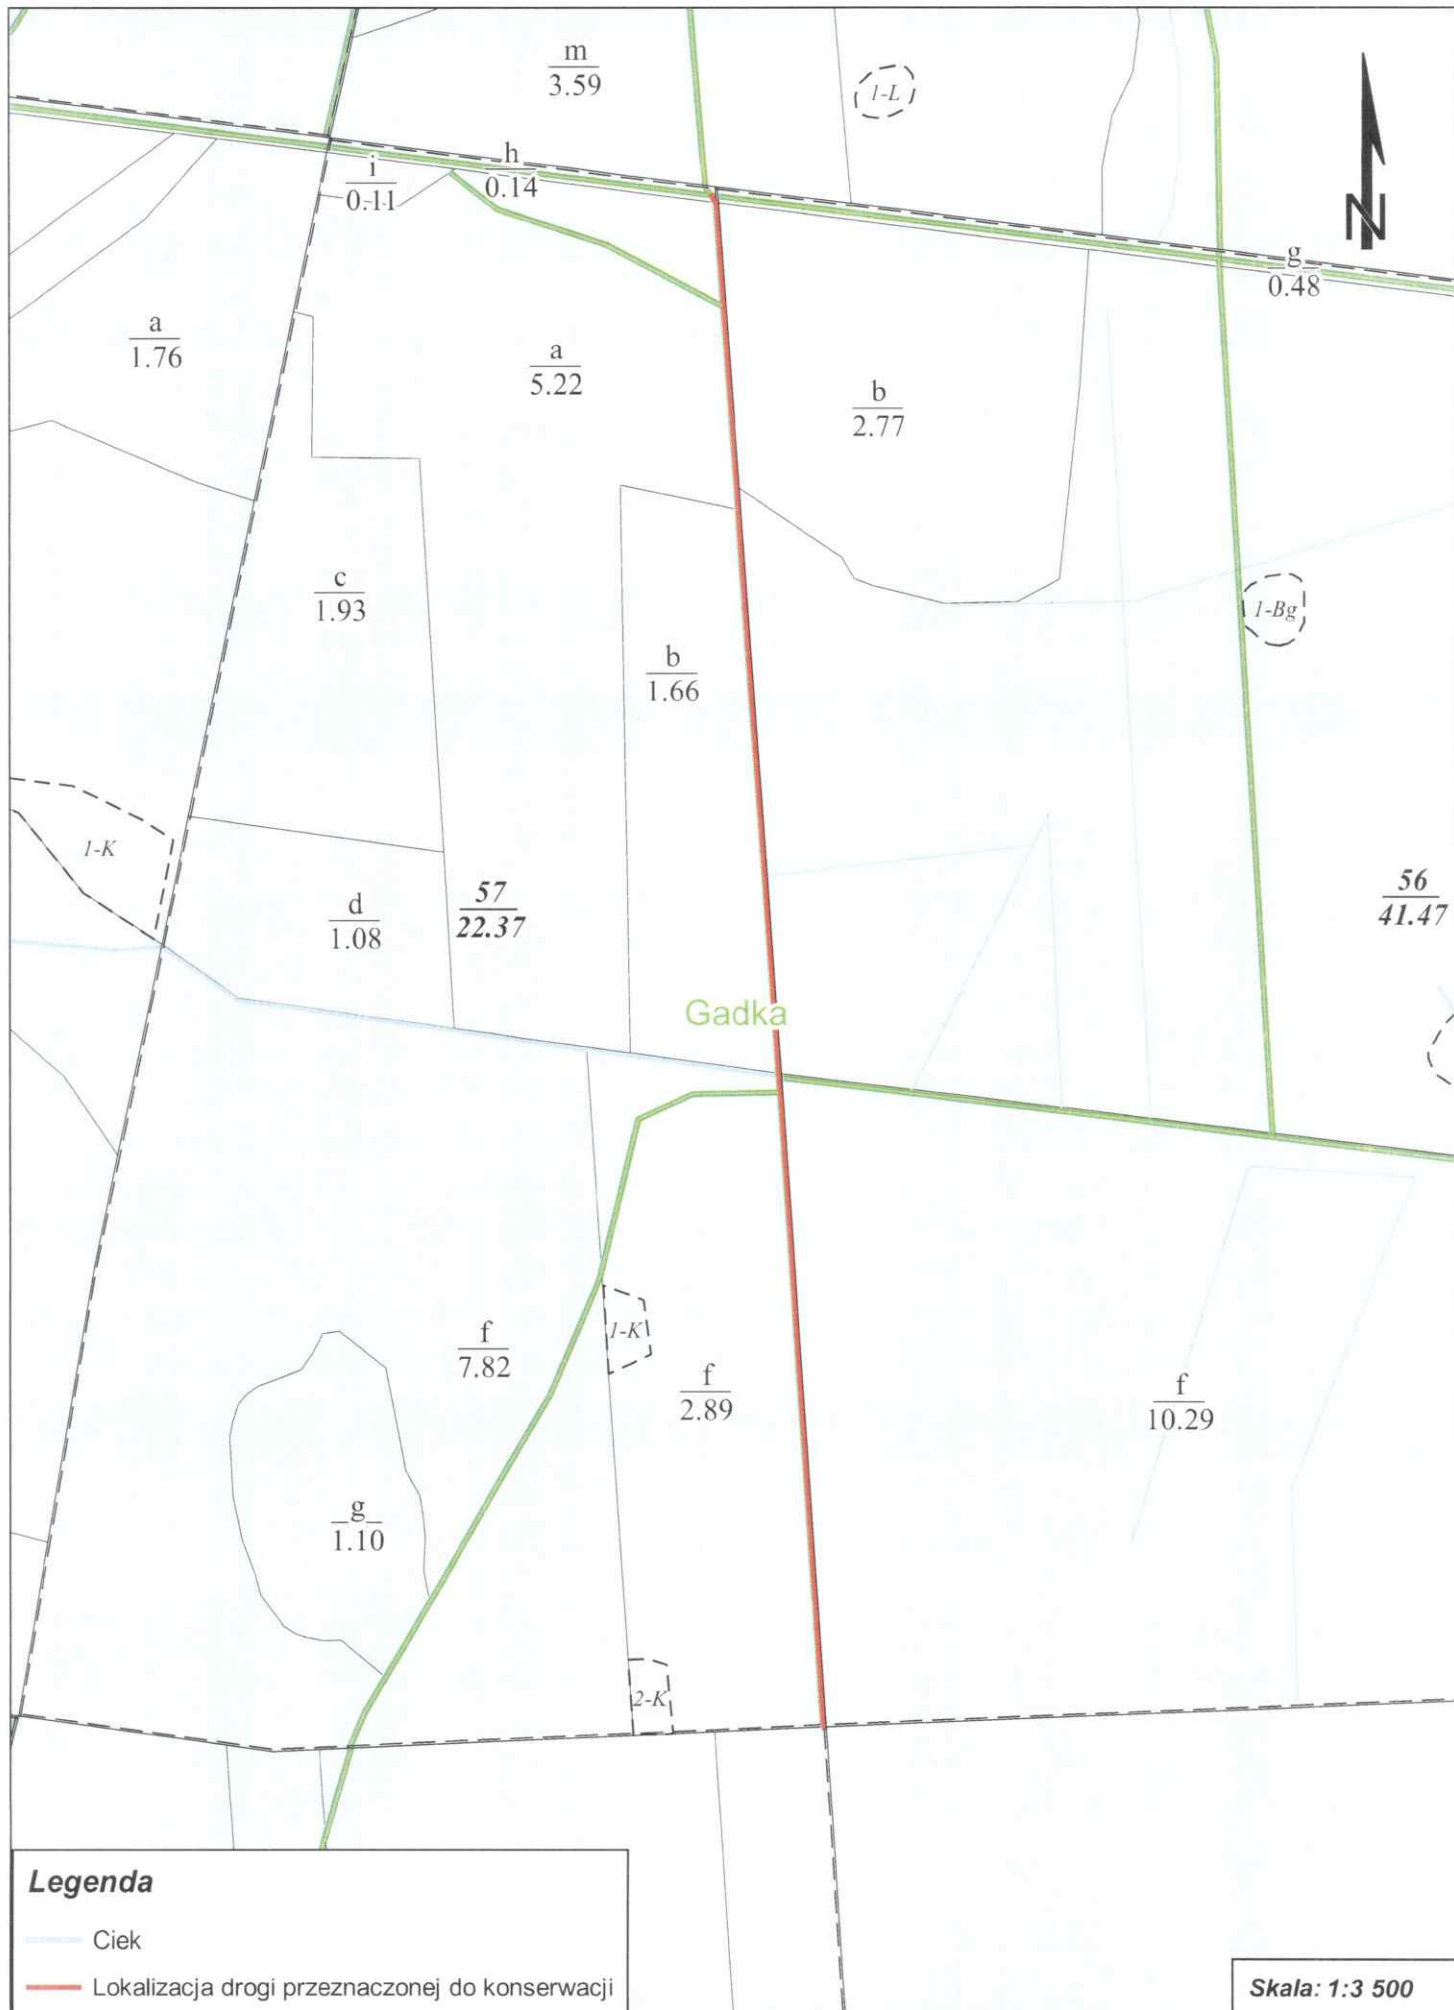 m
3.59
1-L
N
i
0.11
h
0.14
g
0.48
a
1.76
a
5.22
b
2.77
c
1.93
1-Bg
b
1.66
1-K
d
1.08
57
22.37
56
41.47
Gadka
f
7.82
1-K
f
2.89
f
10.29
g
1.10
2-K
Legenda
Ciek
Lokalizacja drogi przeznaczonej do konserwacji
Skala: 1:3 500